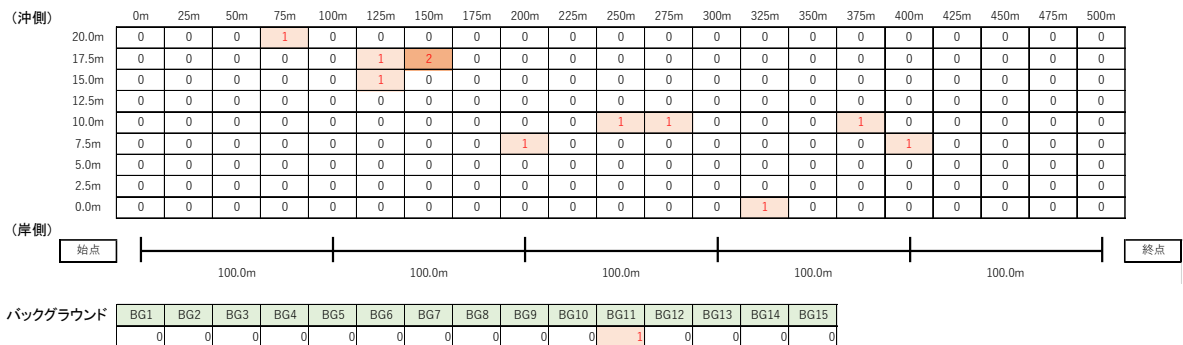 （沖側） 0m 25m 50m 75m 100m 125m 150m 175m 200m 225m 250m 275m 300m 325m 350m 375m 400m 425m 450m 475m 500m
20.0m 0 0 0 1 0 0 0 0 0 0 0 0 0 0 0 0 0 0 0 0 0
17.5m 0 0 0 0 0 1 2 0 0 0 0 0 0 0 0 0 0 0 0 0 0
15.0m 0 0 0 0 0 1 0 0 0 0 0 0 0 0 0 0 0 0 0 0 0
12.5m 0 0 0 0 0 0 0 0 0 0 0 0 0 0 0 0 0 0 0 0 0
10.0m 0 0 0 0 0 0 0 0 0 0 1 1 0 0 0 1 0 0 0 0 0
7.5m 0 0 0 0 0 0 0 0 1 0 0 0 0 0 0 0 1 0 0 0 0
5.0m 0 0 0 0 0 0 0 0 0 0 0 0 0 0 0 0 0 0 0 0 0
2.5m 0 0 0 0 0 0 0 0 0 0 0 0 0 0 0 0 0 0 0 0 0
0.0m 0 0 0 0 0 0 0 0 0 0 0 0 0 1 0 0 0 0 0 0 0
（岸側）
始点 終点
100.0m 100.0m 100.0m 100.0m 100.0m
バックグラウンド BG1 BG2 BG3 BG4 BG5 BG6 BG7 BG8 BG9 BG10 BG11 BG12 BG13 BG14 BG15
0 0 0 0 0 0 0 0 0 0 1 0 0 0 0